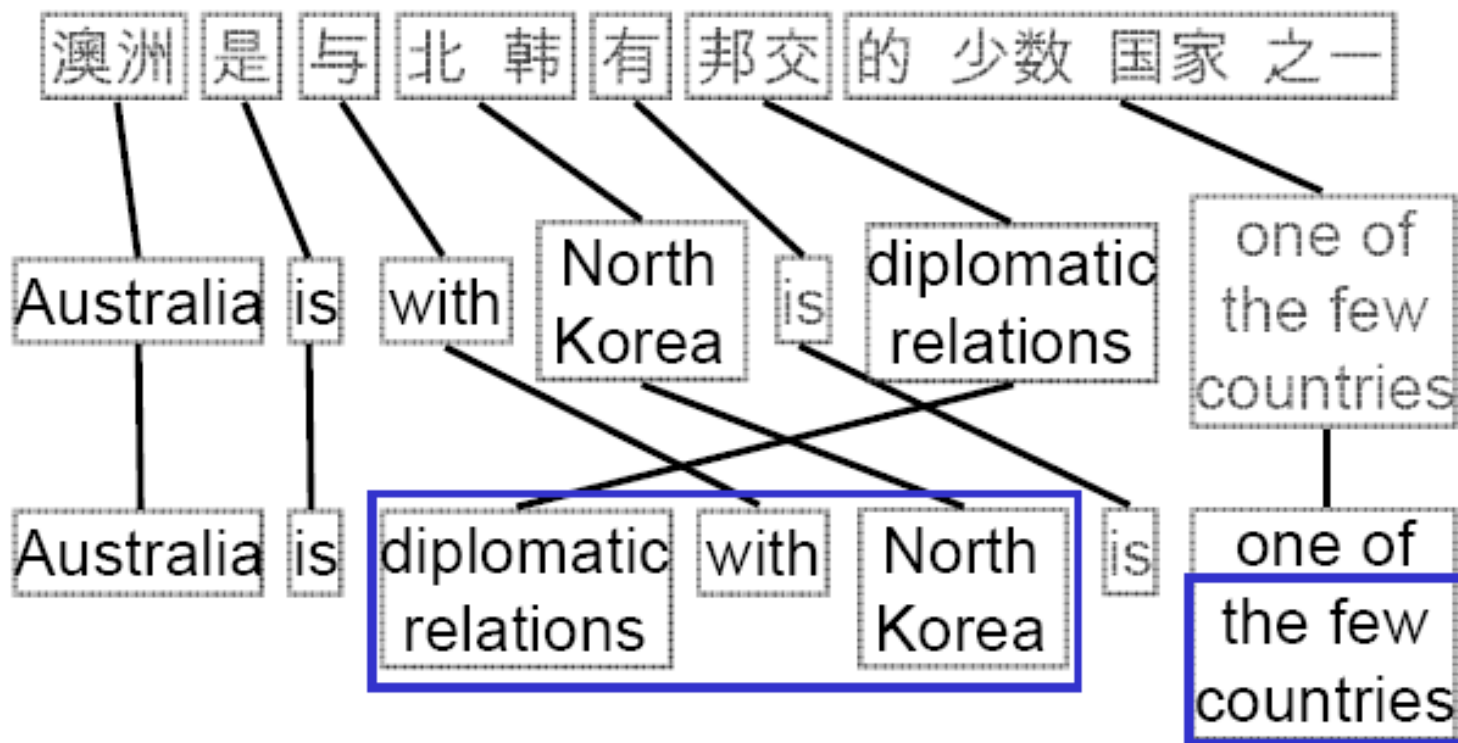 澳洲 是 与 北 韩 有 邦交 的 少数 国家 之一
Australia is with North Korea is diplomatic relations one of the few countries
Australia is diplomatic relations with North Korea is one of the few countries